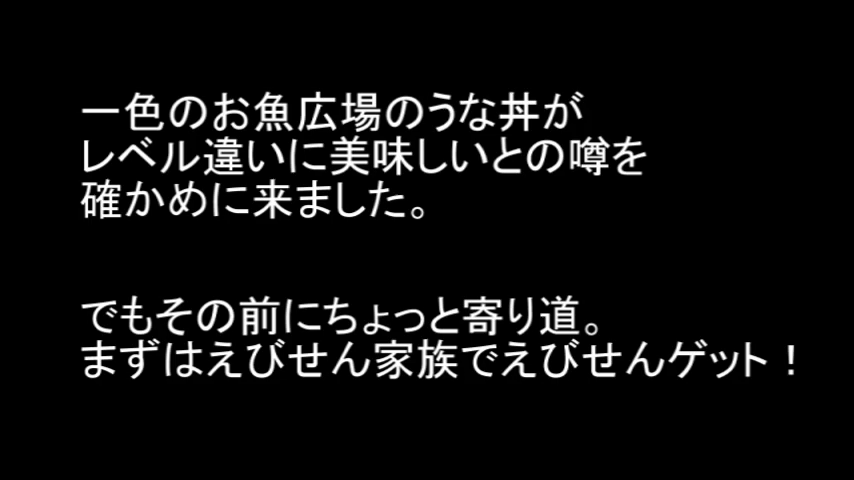 一色のお魚広場のうな丼が
レベル違いに美味しいとの噂を
確かめに来ました。
でもその前にちょっと寄り道。
まずはえびせん家族でえびせんゲット！